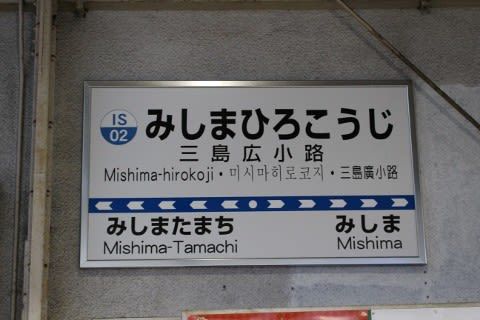 IS
02
みしまひろこうじ
三島広小路
Mishima-hirokoji・미시마히로코지・三島廣小路
みしまたまち みしま
Mishima-Tamachi Mishima